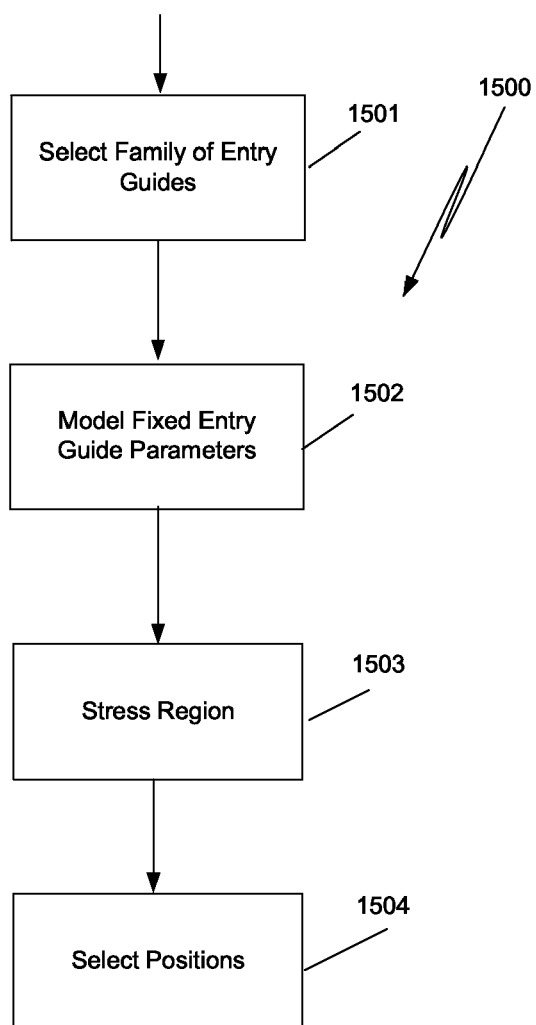 1500
1501
Select Family of Entry
Guides
1502
Model Fixed Entry
Guide Parameters
1503
Stress Region
1504
Select Positions